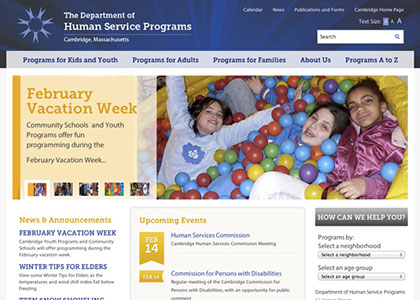 Calendar News Publications and Forms Cambridge Home Page
The Department of
Human Service Programs
Cambridge, Massachusetts
Text Size: A A A
Search
Programs for Kids and Youth Programs for Adults Programs for Families About Us Programs A to Z
February
Vacation Week
Community Schools and Youth
Programs offer fun
programming during the
February Vacation Week...
News & Announcements
FEBRUARY VACATION WEEK
Cambridge Youth Programs and Community
Schools will offer programming during the
February Vacation Week.
WINTER TIPS FOR ELDERS
View some Winter Tips for Elders as the
temperatures and wind chill index fall below
freezing.
TEEN SNOW SHOVELING
Upcoming Events
FEB
14
Human Services Commission
Cambridge Human Services Commission Meeting
FEB 14
Commission for Persons with Disabilities
Regular meeting of the Cambridge Commission for
Persons with Disabilities, with an opportunity for public
comment
HOW CAN WE HELP YOU?
Programs by:
Select a neighborhood
Select a neighborhood
Select an age group
Select an age group
Department of Human Service Programs